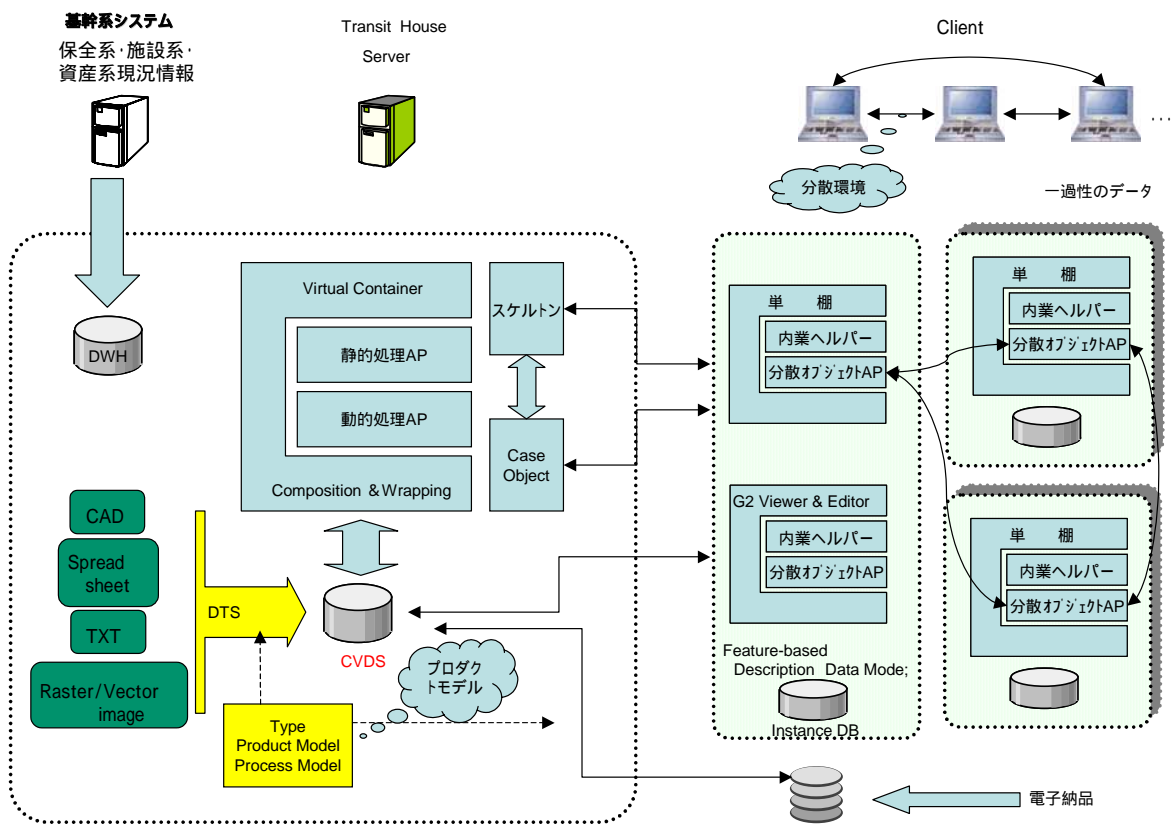 基幹系システム
保全系･施設系･
資産系現況情報
Transit House
Server
Client
…
分散環境
一過性のデータ
DWH
Virtual Container
静的処理AP
動的処理AP
Composition &Wrapping
スケルトン
Case
Object
単 棚
内業ヘルパー
分散ｵﾌﾞｼﾞｪｸﾄAP
G2 Viewer & Editor
内業ヘルパー
分散ｵﾌﾞｼﾞｪｸﾄAP
Feature-based
Description Data Mode;
Instance DB
単 棚
内業ヘルパー
分散ｵﾌﾞｼﾞｪｸﾄAP
単 棚
内業ヘルパー
分散ｵﾌﾞｼﾞｪｸﾄAP
CAD
Spread
sheet
TXT
Raster/Vector
image
DTS
CVDS
プロダク
トモデル
Type
Product Model
Process Model
電子納品